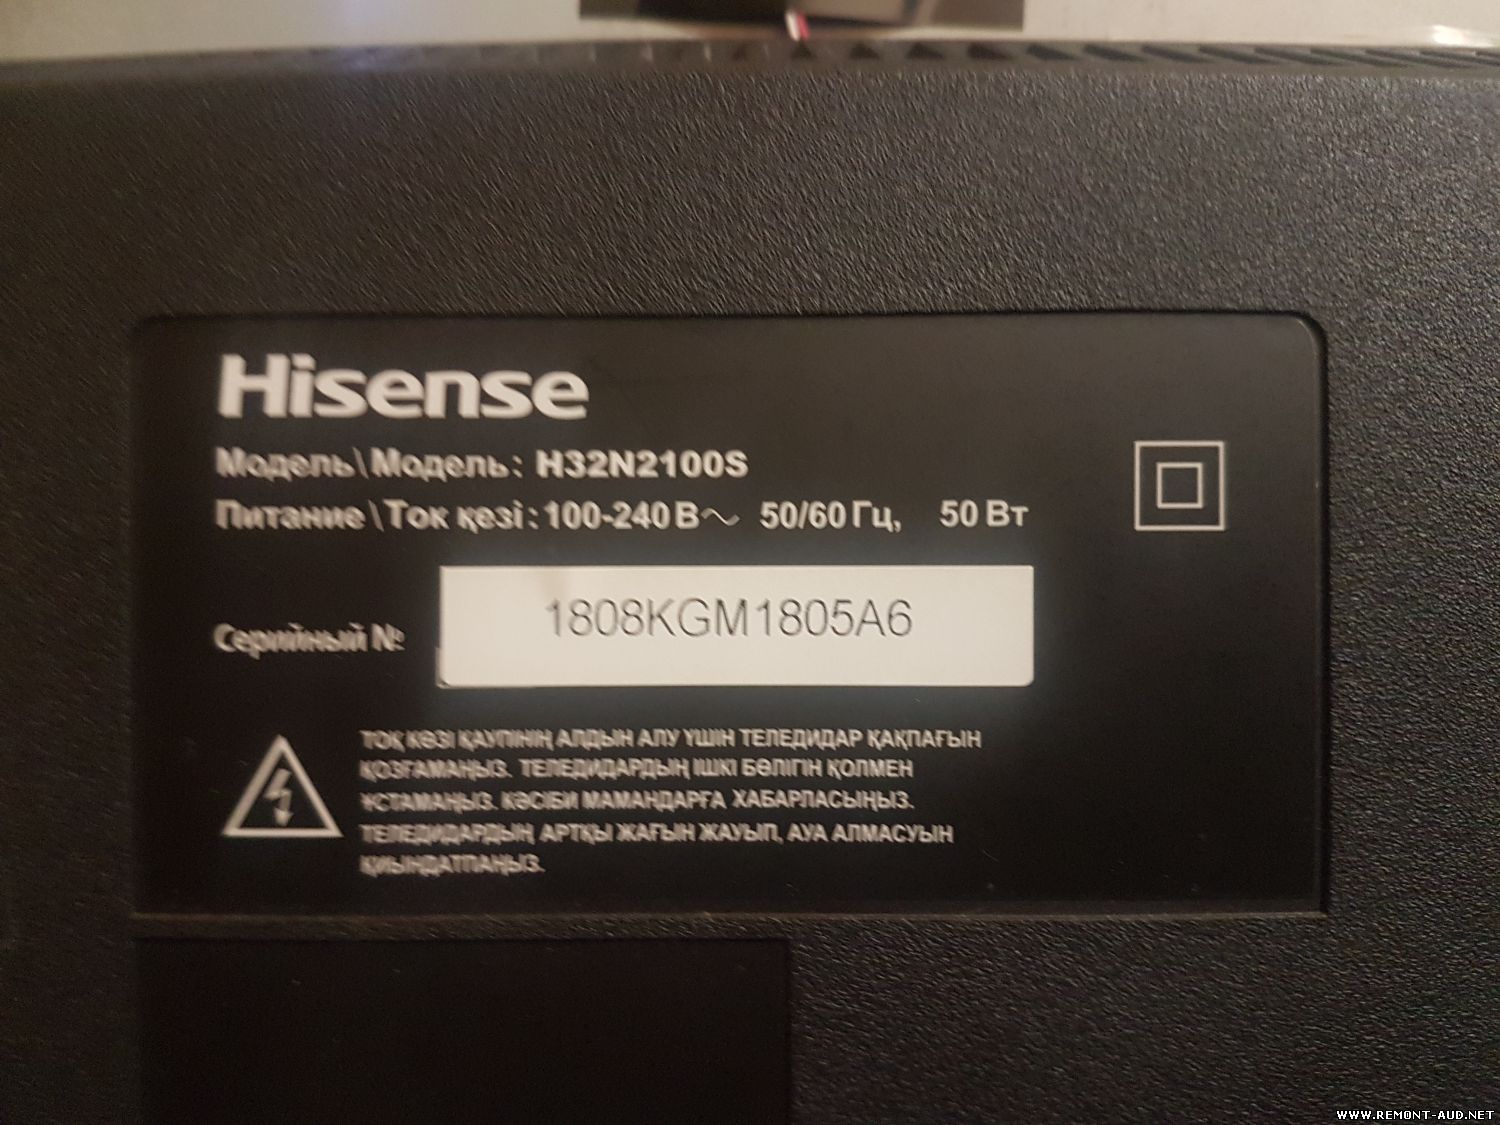 Hisense
Модель\Модель: H32N2100S
Питание\Ток қезі: 100-240 В~ 50/60 Гц, 50 Вт
1808KGM1805A6
Серийный №
ТОҚ КӨЗІ ҚАУПІНІҢ АЛДЫН АЛУ ҮШІН ТЕЛЕДИДАР ҚАҚПАҒЫН
ҚОЗҒАМАҢЫЗ. ТЕЛЕДИДАРДЫҢ ІШКІ БӨЛІГІН ҚОЛМЕН
ҰСТАМАҢЫЗ. КӘСІБИ МАМАНДАРҒА ХАБАРЛАСЫҢЫЗ.
ТЕЛЕДИДАРДЫҢ АРТҚЫ ЖАҒЫН ЖАУЫП, АУА АЛМАСУЫН
ҚИЫНДАТПАҢЫЗ.
WWW.REMONT-AUD.NET